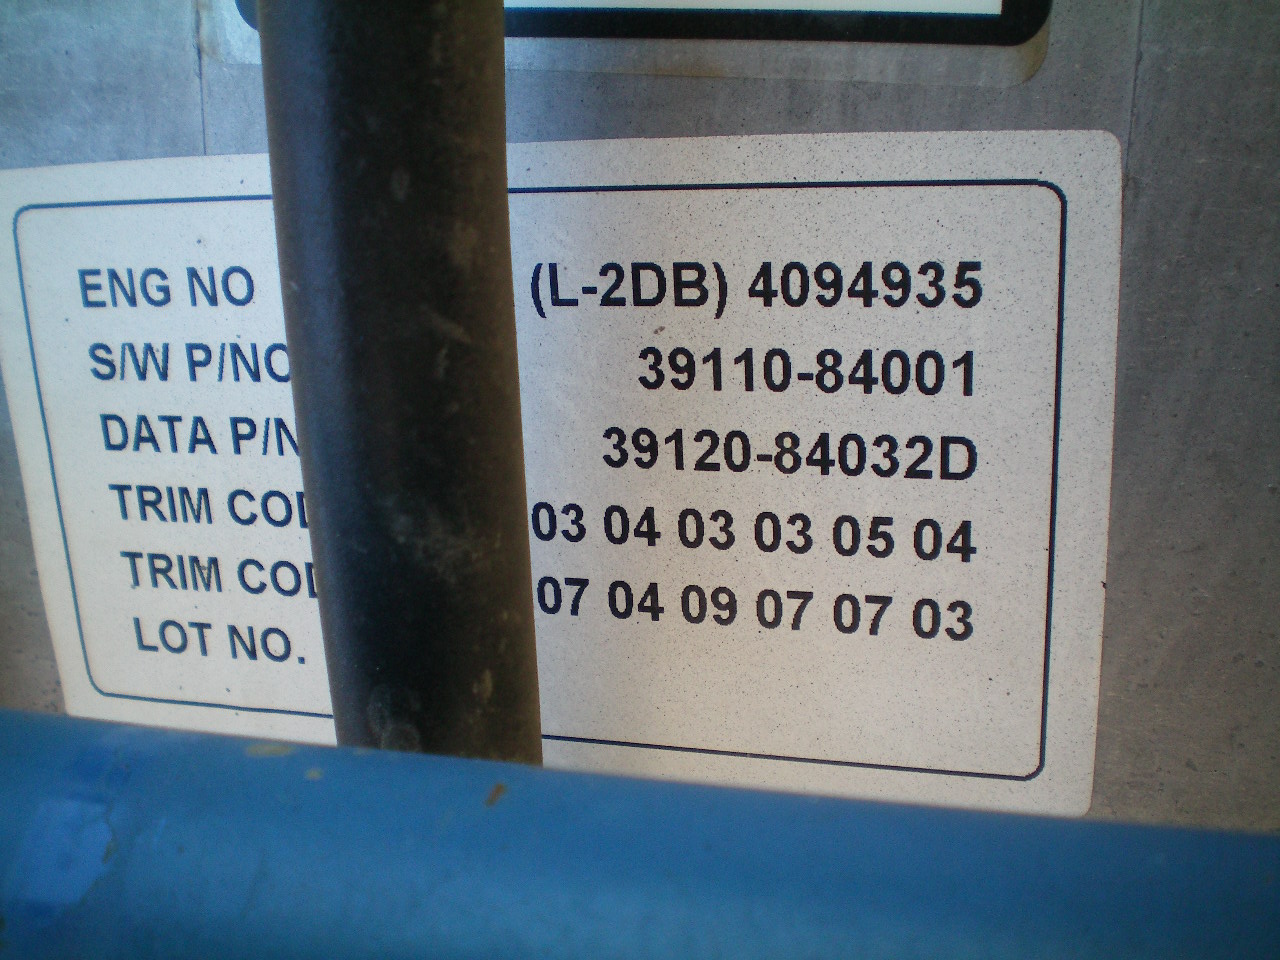 ENG NO (L-2DB) 4094935
S/W P/NO 39110-84001
DATA P/N 39120-84032D
TRIM COD 03 04 03 03 05 04
TRIM COD 07 04 09 07 07 03
LOT NO.